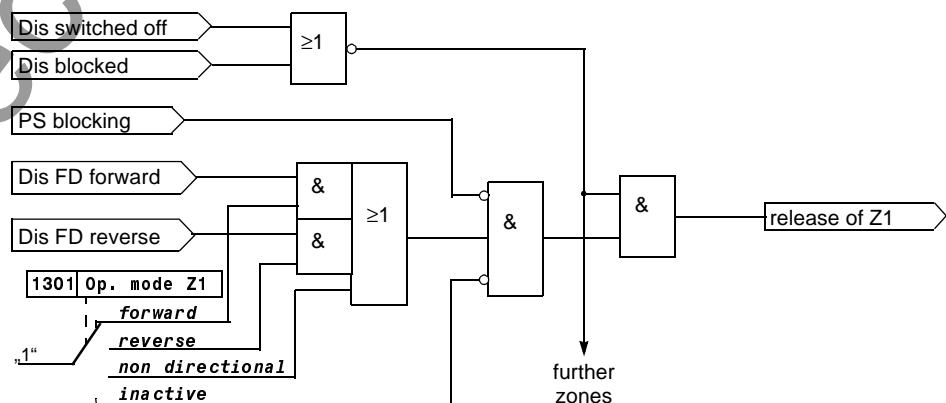 Dis switched off
≥1
Dis blocked
PS blocking
Dis FD forward
&
≥1
&
&
release of Z1
Dis FD reverse
&
1301 Op. mode Z1
forward
reverse
„1“
non directional
inactive
further
zones